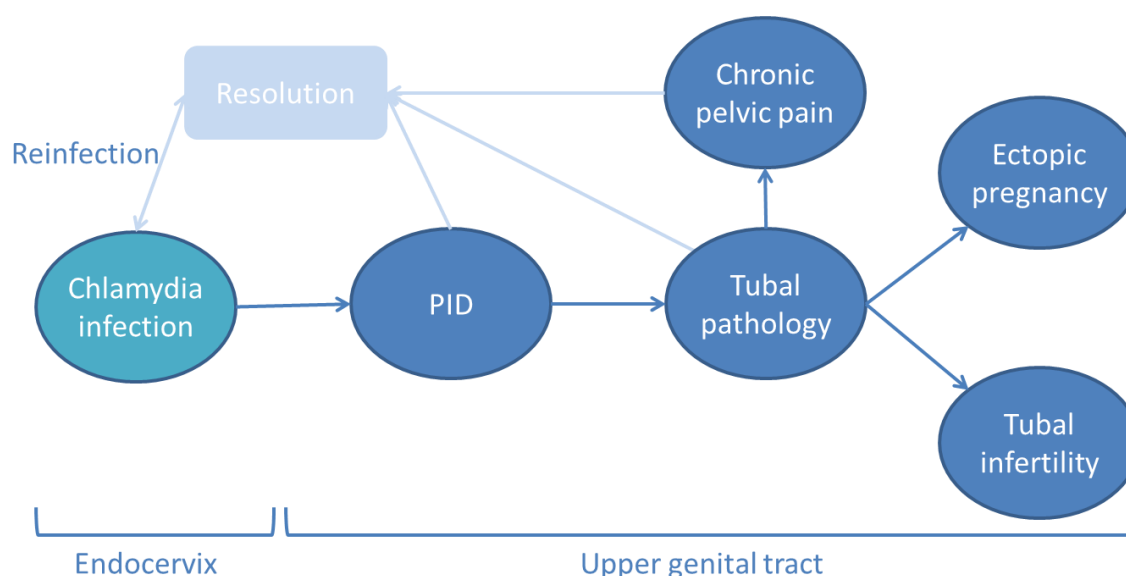 Resolution
Chronic
pelvic pain
Reinfection
Ectopic
pregnancy
Chlamydia
infection
PID
Tubal
pathology
Tubal
infertility
Endocervix
Upper genital tract